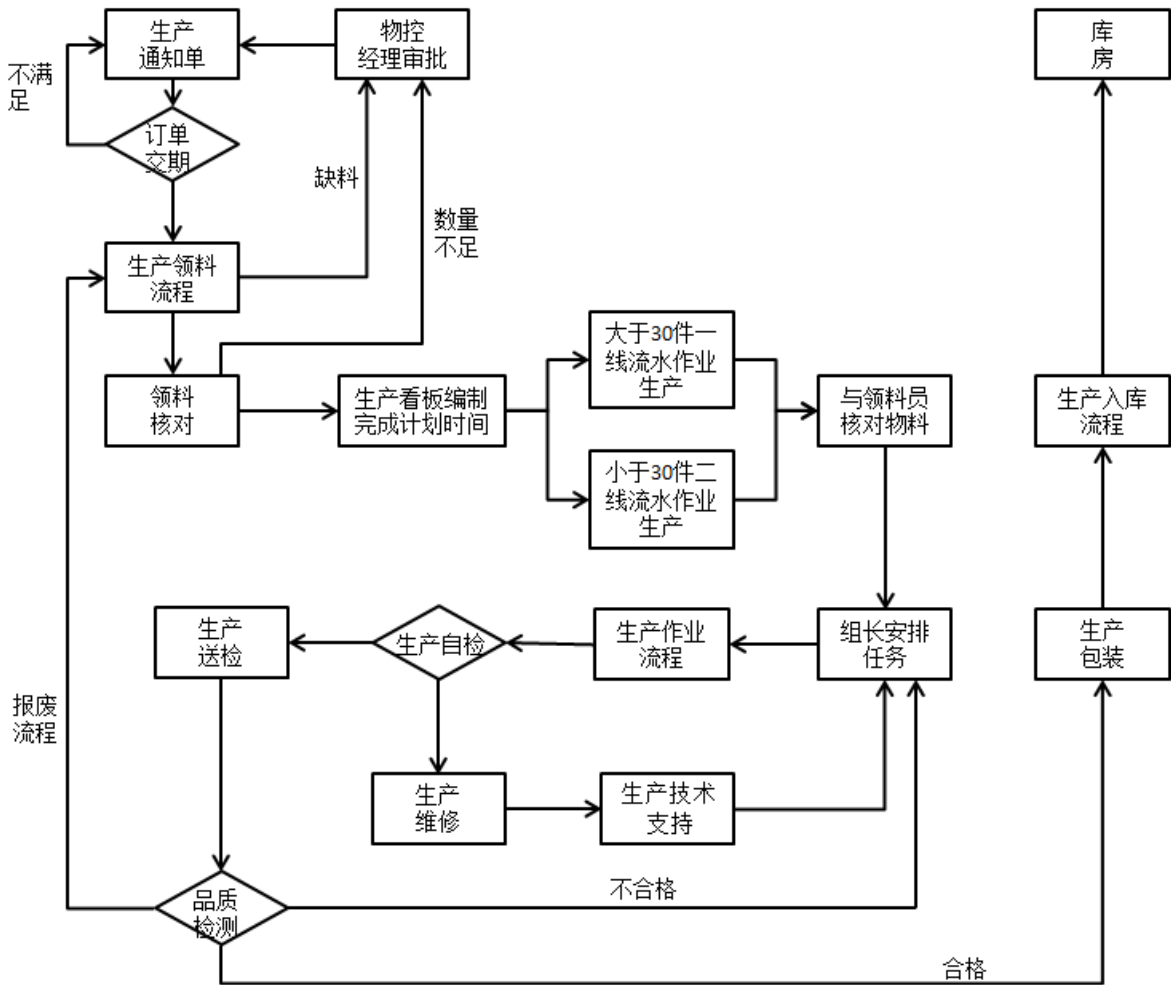 生产
通知单
物控
经理审批
库
房
不满
足
订单
交期
缺料
数量
不足
生产领料
流程
领料
核对
生产看板编制
完成计划时间
大于30件一
线流水作业
生产
小于30件二
线流水作业
生产
与领料员
核对物料
生产入库
流程
生产
送检
生产自检
生产作业
流程
组长安排
任务
生产
包装
报废
流程
生产
维修
生产技术
支持
品质
检测
不合格
合格